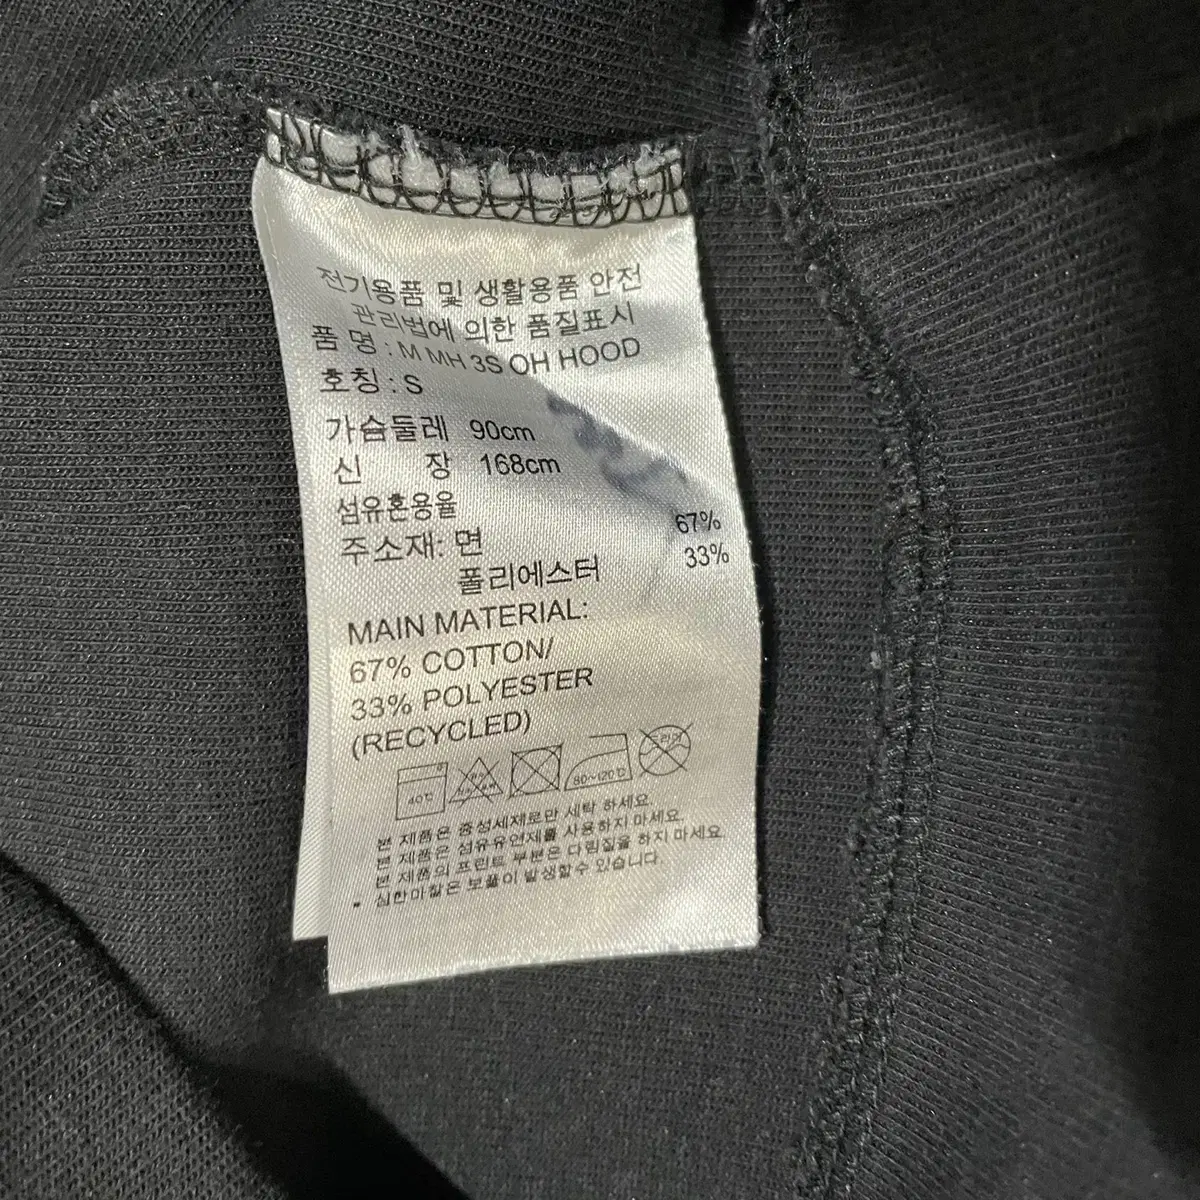 전기용품 및 생활용품 안전
관리법에 의한 품질표시
품 명 : M MH 3S OH HOOD
호칭 : S
가슴둘레 90cm
신 장 168cm
섬유혼용율
주소재: 면 67%
폴리에스터 33%
MAIN MATERIAL:
67% COTTON/
33% POLYESTER
(RECYCLED)
40℃ 80~120℃ 드라이
본 제품은 중성세제로만 세탁 하세요.
본 제품은 섬유유연제를 사용하지 마세요.
본 제품의 프린트 부분은 다림질을 하지 마세요.
• 심한마찰은 보풀이 발생할수 있습니다.